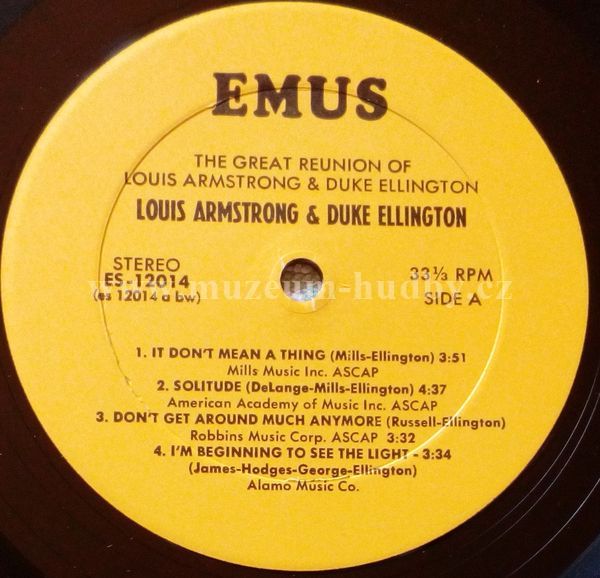 EMUS
THE GREAT REUNION OF
LOUIS ARMSTRONG & DUKE ELLINGTON
LOUIS ARMSTRONG & DUKE ELLINGTON
STEREO
ES-12014
(es 12014 a bw)
33⅓ RPM
SIDE A
www.muzeum-hudby.cz
1. IT DON'T MEAN A THING (Mills-Ellington) 3:51
Mills Music Inc. ASCAP
2. SOLITUDE (DeLange-Mills-Ellington) 4:37
American Academy of Music Inc. ASCAP
3. DON'T GET AROUND MUCH ANYMORE (Russell-Ellington)
Robbins Music Corp. ASCAP 3:32
4. I'M BEGINNING TO SEE THE LIGHT - 3:34
(James-Hodges-George-Ellington)
Alamo Music Co.